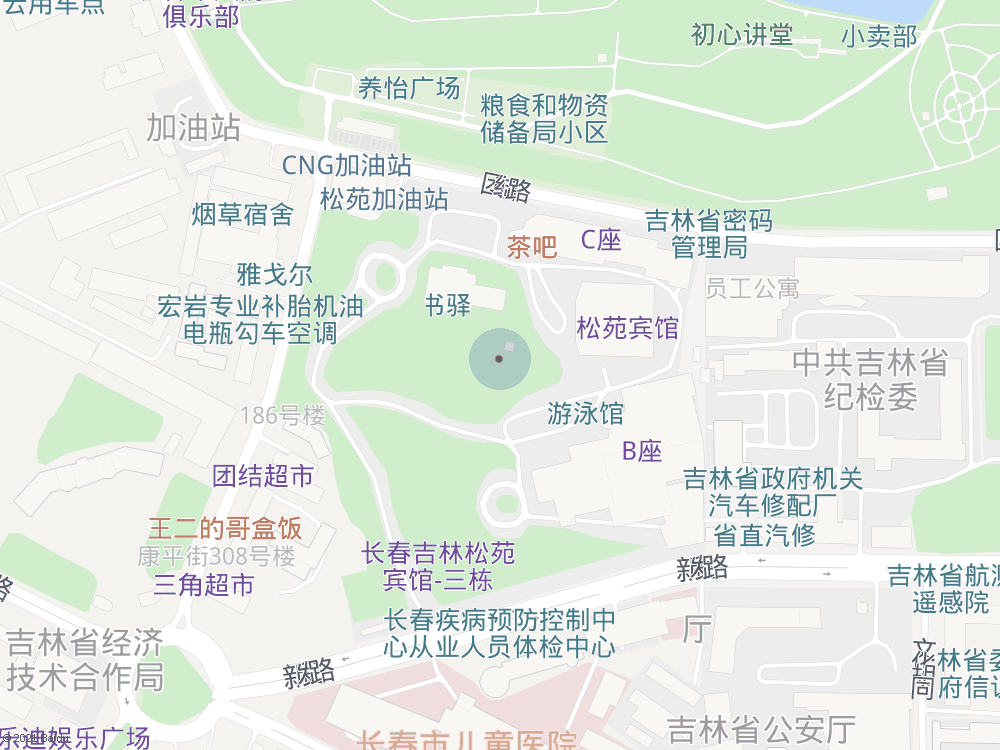 俱乐部
初心讲堂
小卖部
养怡广场
粮食和物资
储备局小区
加油站
CNG加油站
松苑加油站
烟草宿舍
茶吧
C座
吉林省密码
管理局
雅戈尔
员工公寓
宏岩专业补胎机油
电瓶勾车空调
书驿
松苑宾馆
中共吉林省
纪检委
186号楼
游泳馆
B座
团结超市
吉林省政府机关
汽车修配厂
省直汽修
王二的哥盒饭
康平街308号楼
三角超市
长春吉林松苑
宾馆-三栋
新路
吉林省航测
遥感院
长春疾病预防控制中
心从业人员体检中心
厅
吉林省经济
技术合作局
新路
吉林省公安厅
长春市儿童医院
乐迪娱乐广场